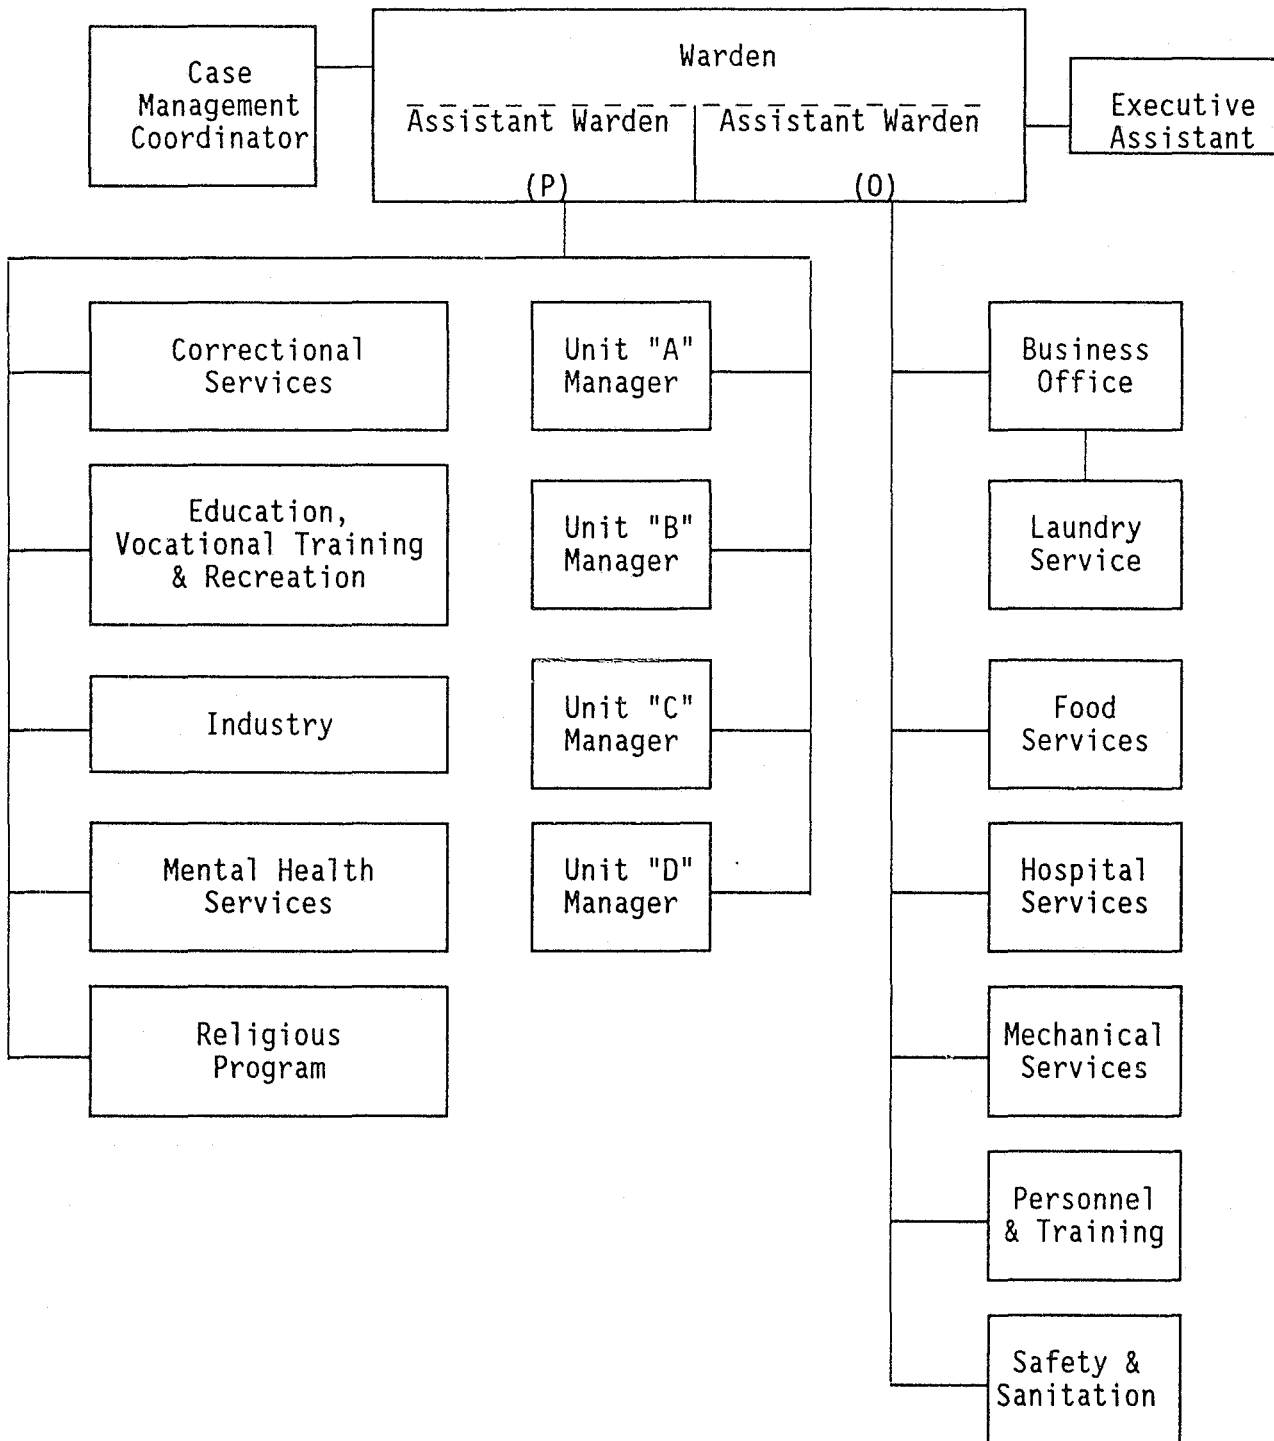 Case
Management
Coordinator
Warden
Assistant Warden
(P)
Assistant Warden
(O)
Executive
Assistant
Correctional
Services
Education,
Vocational Training
& Recreation
Industry
Mental Health
Services
Religious
Program
Unit "A"
Manager
Unit "B"
Manager
Unit "C"
Manager
Unit "D"
Manager
Business
Office
Laundry
Service
Food
Services
Hospital
Services
Mechanical
Services
Personnel
& Training
Safety &
Sanitation